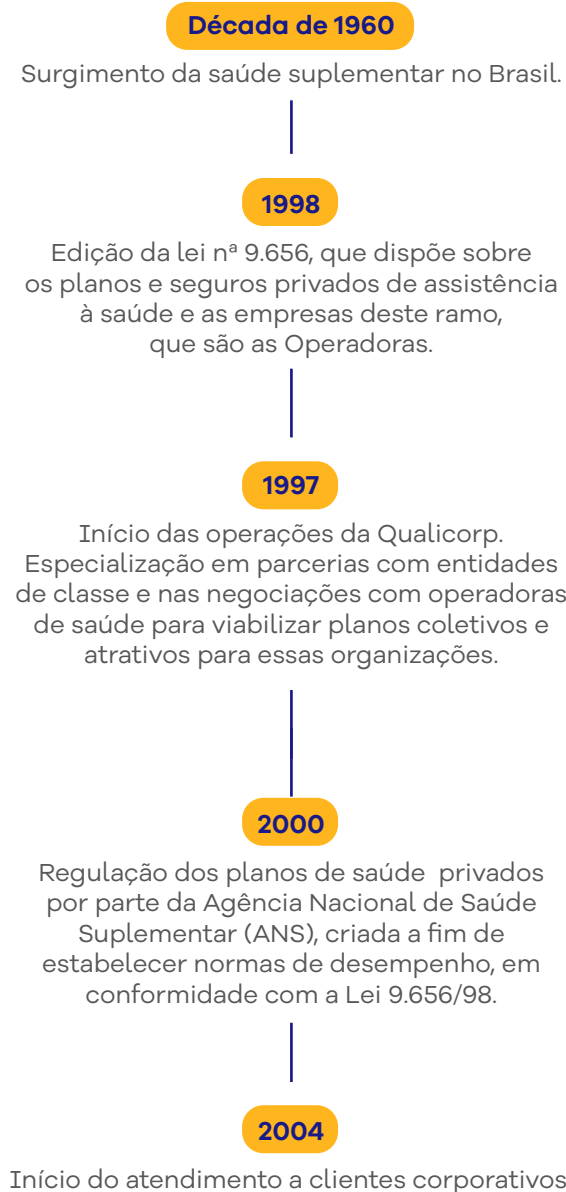 Década de 1960
Surgimento da saúde suplementar no Brasil.
1998
Edição da lei nª 9.656, que dispõe sobre
os planos e seguros privados de assistência
à saúde e as empresas deste ramo,
que são as Operadoras.
1997
Início das operações da Qualicorp.
Especialização em parcerias com entidades
de classe e nas negociações com operadoras
de saúde para viabilizar planos coletivos e
atrativos para essas organizações.
2000
Regulação dos planos de saúde  privados
por parte da Agência Nacional de Saúde
Suplementar (ANS), criada a fim de
estabelecer normas de desempenho, em
conformidade com a Lei 9.656/98.
2004
Início do atendimento a clientes corporativos